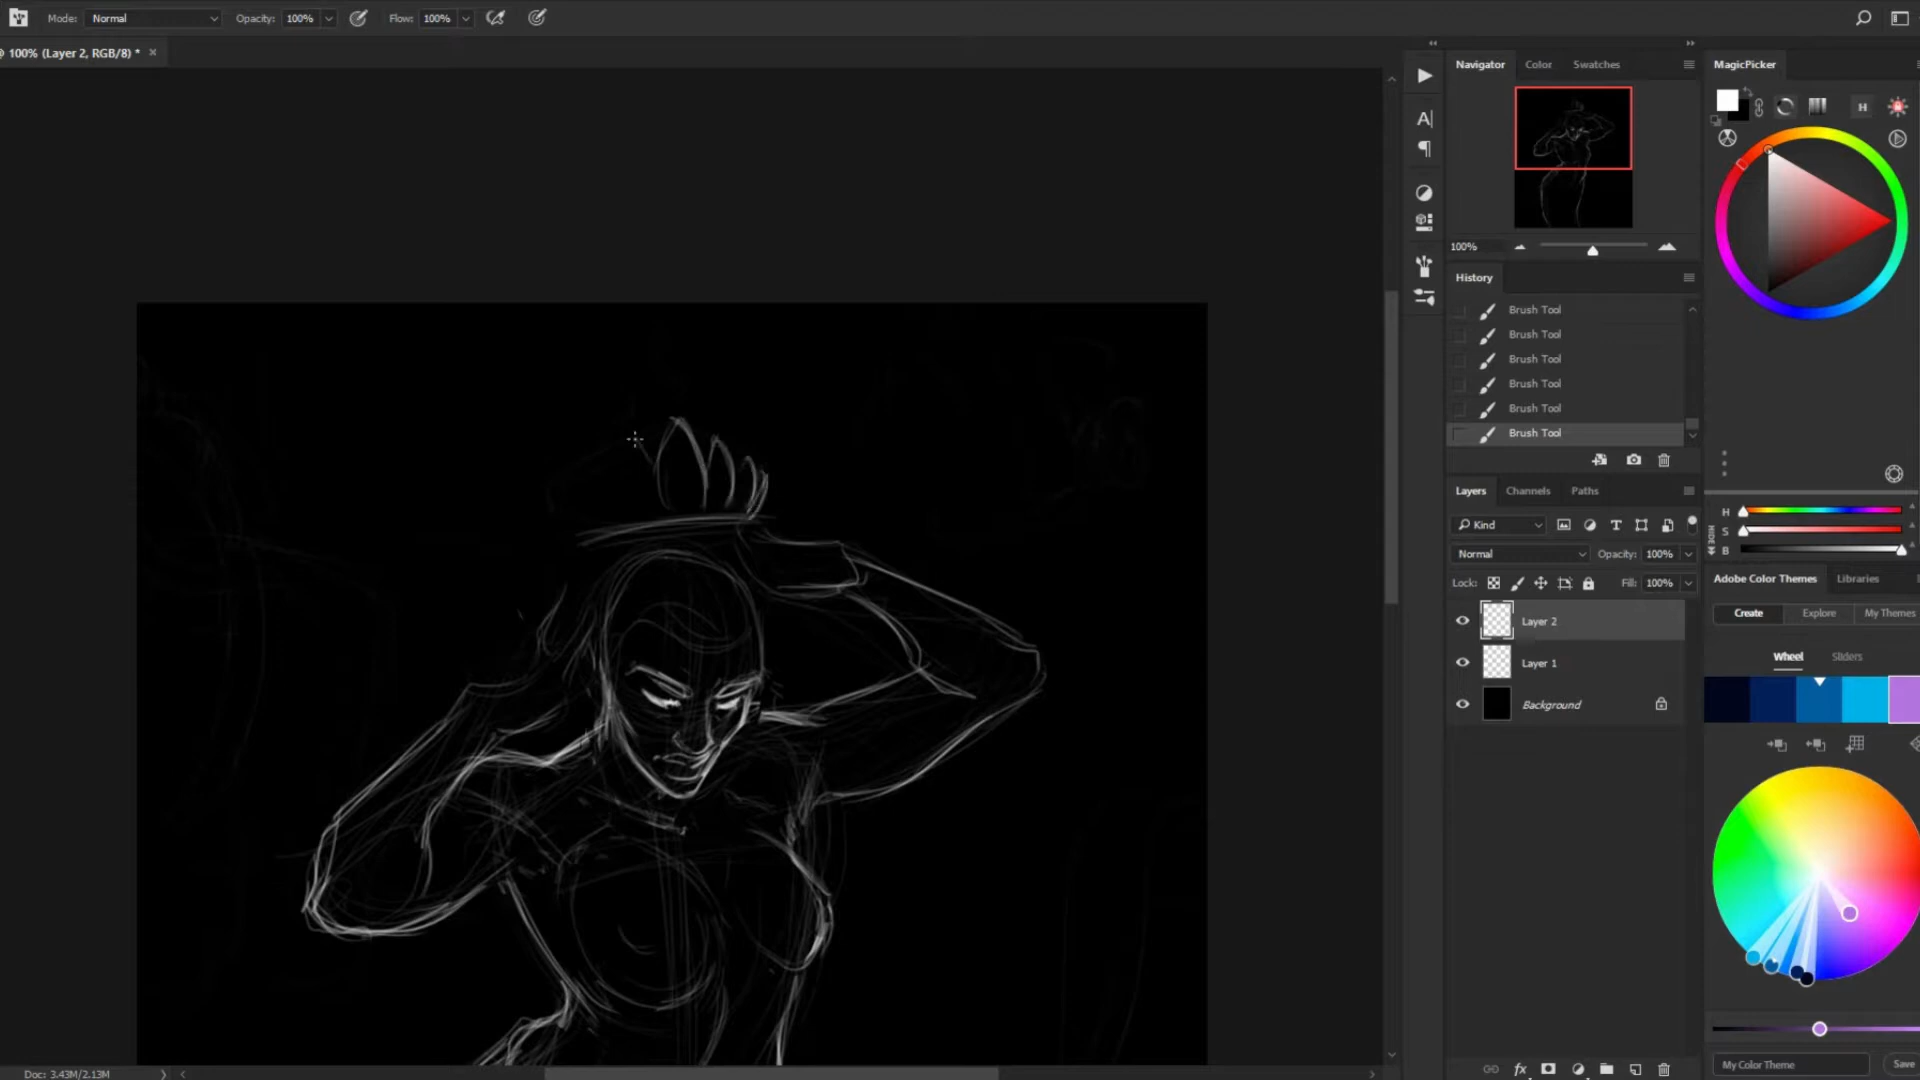 Mode: Normal Opacity: 100% Flow: 100%
@ 100% (Layer 2, RGB/8) * ×
Navigator Color Swatches
MagicPicker
H
100%
History
Brush Tool
Brush Tool
Brush Tool
Brush Tool
Brush Tool
Brush Tool
Layers Channels Paths
Kind
Normal Opacity: 100%
Lock: Fill: 100%
Layer 2
Layer 1
Background
HIDE
H
S
B
Adobe Color Themes Libraries
Create Explore My Themes
Wheel Sliders
My Color Theme Save
Doc: 3.43M/2.13M
fx